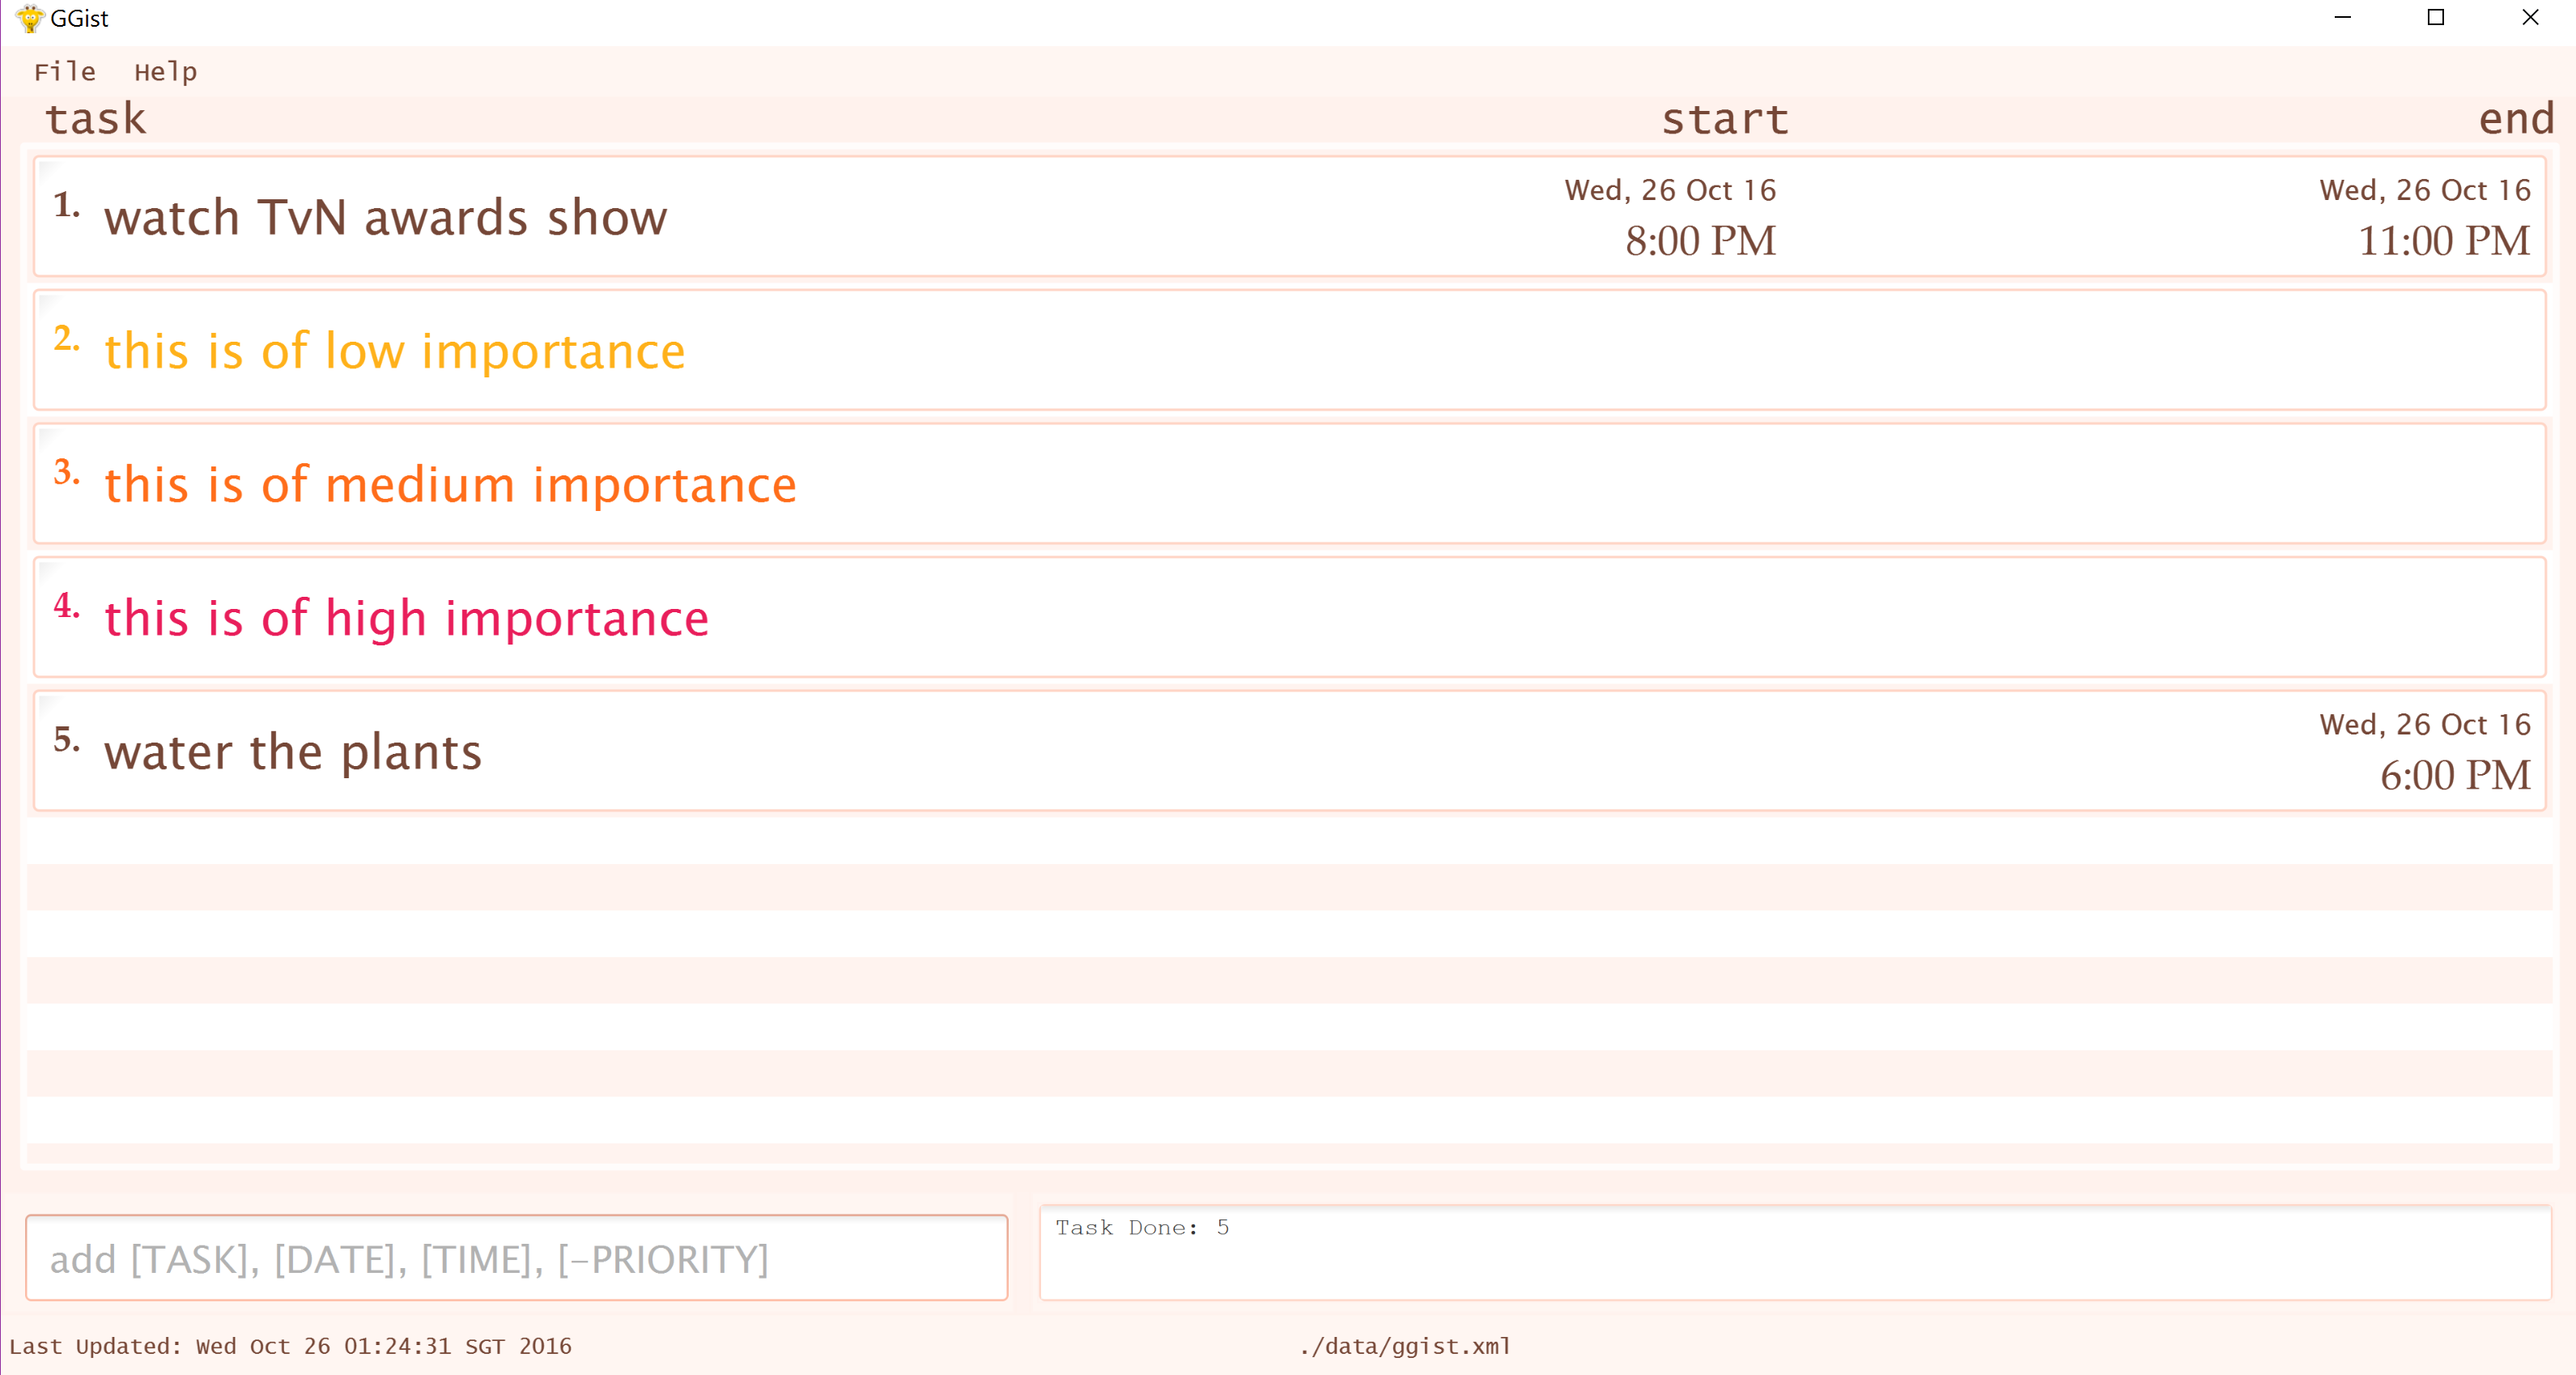 GGist
File Help
task start end
1. watch TvN awards show
Wed, 26 Oct 16 Wed, 26 Oct 16
8:00 PM 11:00 PM
2. this is of low importance
3. this is of medium importance
4. this is of high importance
5. water the plants
Wed, 26 Oct 16
6:00 PM
add [TASK], [DATE], [TIME], [-PRIORITY]
Task Done: 5
Last Updated: Wed Oct 26 01:24:31 SGT 2016 ./data/ggist.xml